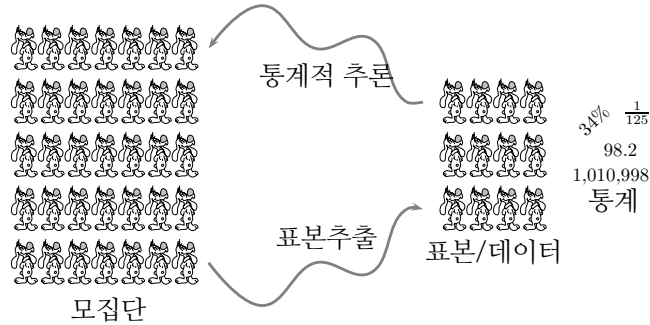 통계적 추론
34%
1/125
98.2
1,010,998
통계
표본추출
표본/데이터
모집단